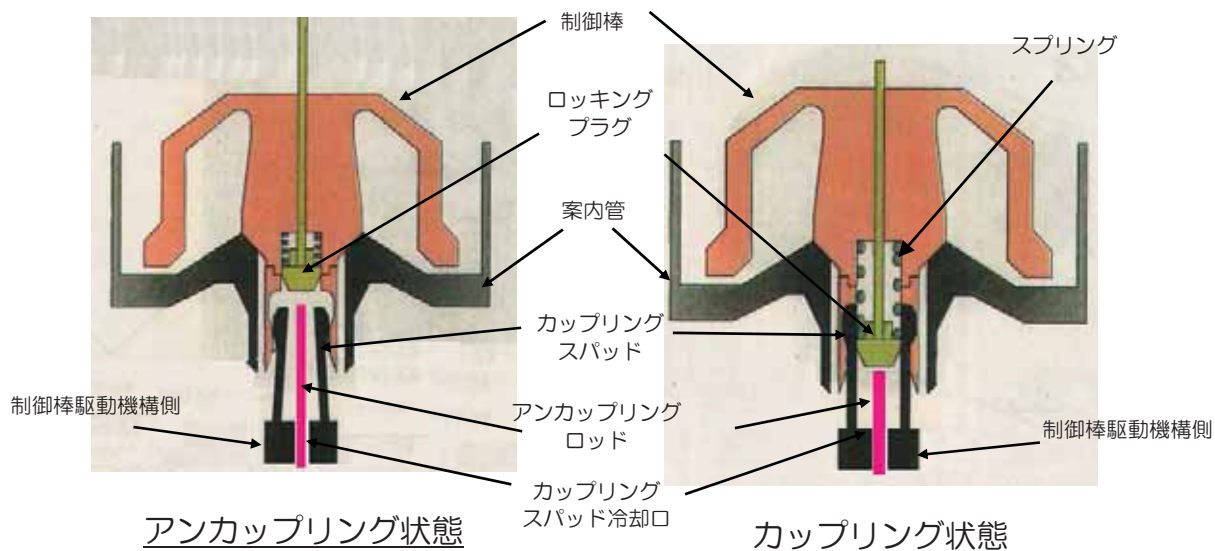 制御棒
スプリング
ロッキング
プラグ
案内管
カップリング
スパッド
制御棒駆動機構側
アンカップリング
ロッド
制御棒駆動機構側
カップリング
スパッド冷却口
アンカップリング状態
カップリング状態